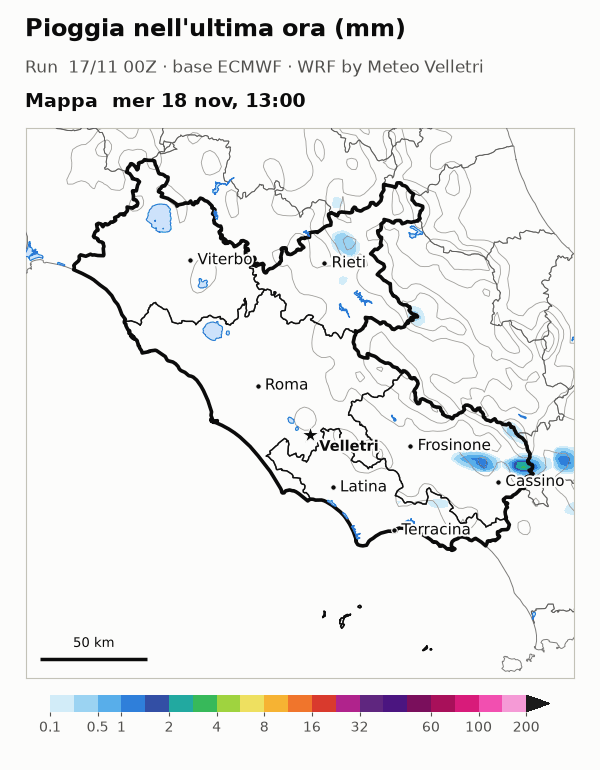 Pioggia nell'ultima ora (mm)
Run  17/11 00Z · base ECMWF · WRF by Meteo Velletri
Mappa  mer 18 nov, 13:00
Viterbo
Rieti
Roma
Velletri
Frosinone
Cassino
Latina
Terracina
50 km
0.1 0.5 1 2 4 8 16 32 60 100 200